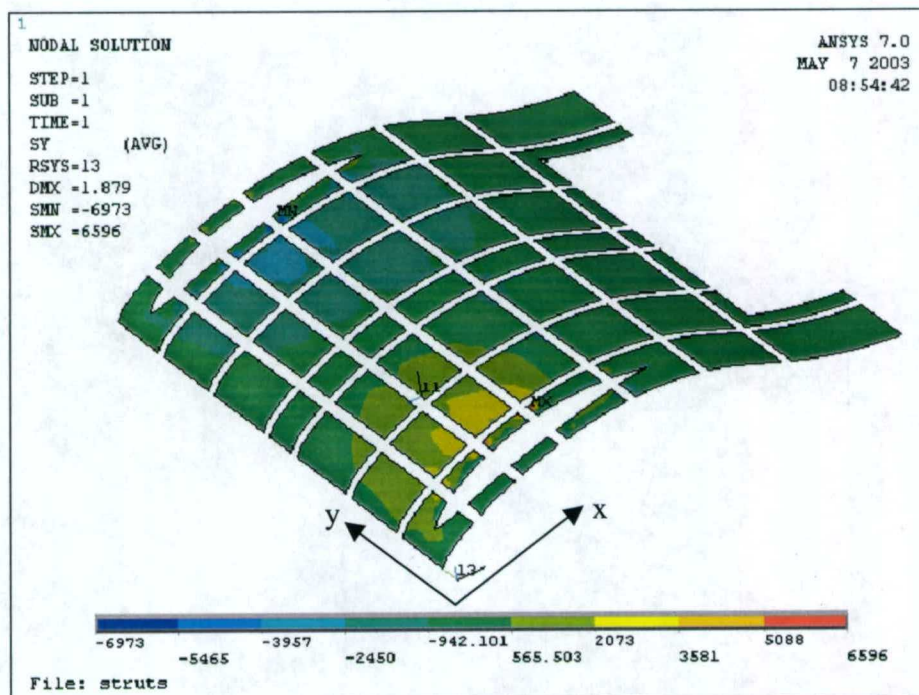 1
NODAL SOLUTION
STEP=1
SUB =1
TIME=1
SY (AVG)
RSYS=13
DMX =1.879
SMN =-6973
SMX =6596
ANSYS 7.0
MAY 7 2003
08:54:42
MN
11
MX
y
x
13
-6973 -3957 -942.101 2073 5088
-5465 -2450 565.503 3581 6596
File: struts